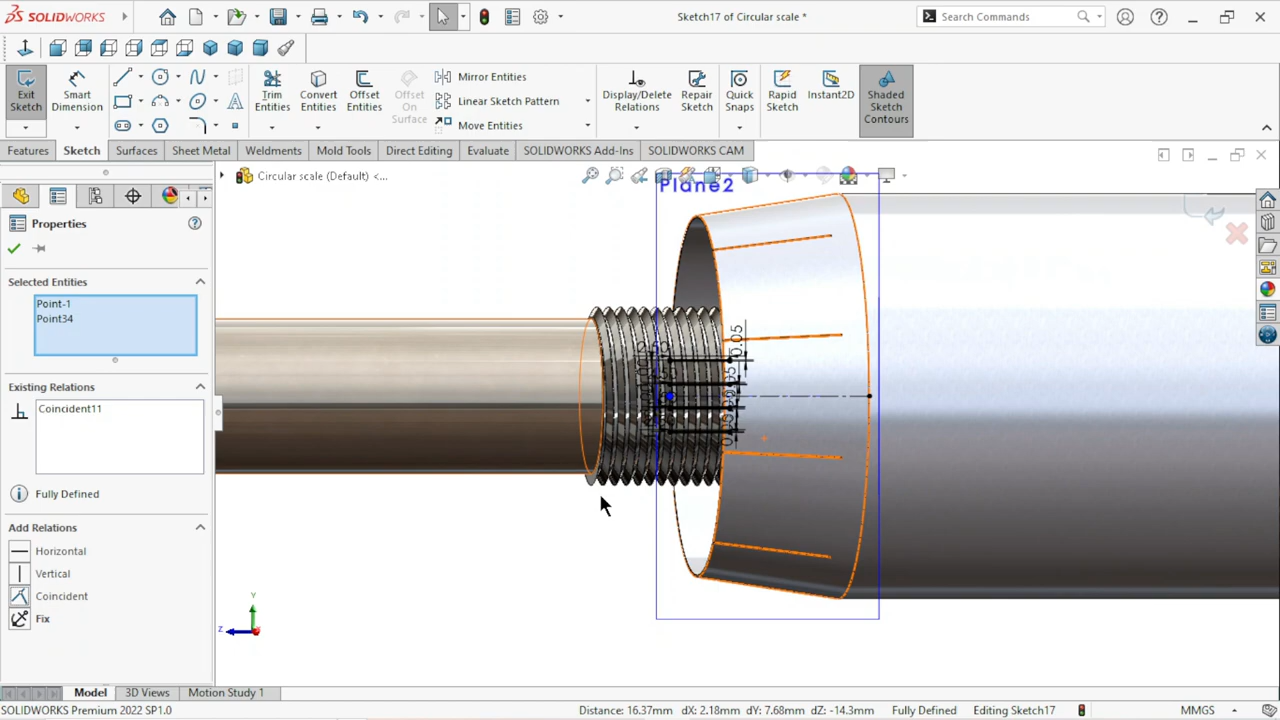 SOLIDWORKS
Sketch17 of Circular scale *
Search Commands
Exit Sketch
Smart Dimension
Trim Entities
Convert Entities
Offset Entities
Offset On Surface
Mirror Entities
Linear Sketch Pattern
Move Entities
Display/Delete Relations
Repair Sketch
Quick Snaps
Rapid Sketch
Instant2D
Shaded Sketch Contours
Features
Sketch
Surfaces
Sheet Metal
Weldments
Mold Tools
Direct Editing
Evaluate
SOLIDWORKS Add-Ins
SOLIDWORKS CAM
Circular scale (Default) <...
Plane2
Properties
Selected Entities
Point-1
Point34
Existing Relations
Coincident11
Fully Defined
Add Relations
Horizontal
Vertical
Coincident
Fix
0.05
Y
Z
Model
3D Views
Motion Study 1
SOLIDWORKS Premium 2022 SP1.0
Distance: 16.37mm dX: 2.18mm dY: 7.68mm dZ: -14.3mm
Fully Defined
Editing Sketch17
MMGS